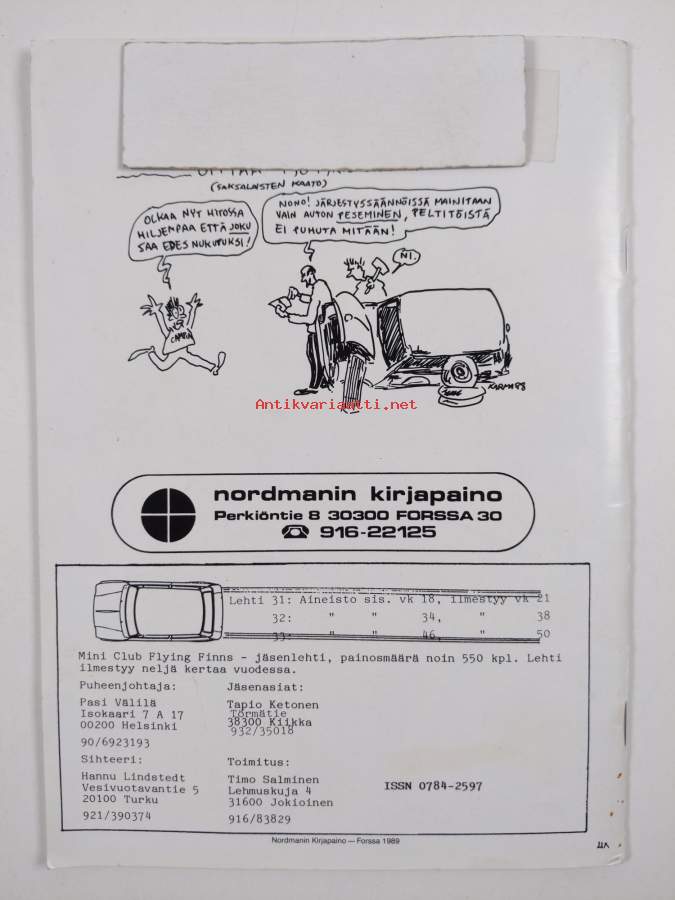 (SAKSALAISTEN KAATO)
OLKAA NYT HITOSSA
HILJEMPAA ETTÄ JOKU
SAA EDES NUKUTUKSI!
NONO! JÄRJESTYSSÄÄNNÖISSÄ MAINITAAN
VAIN AUTON PESEMINEN, PELTITÖISTÄ
EI PUHUTA MITÄÄN!
NI.
KARMA88
Antikvariaatti.net
nordmanin kirjapaino
Perkiöntie 8 30300 FORSSA 30
☎ 916-22125
Lehti 31: Aineisto sis. vk 18, ilmestyy vk 21
32: " " 34, " 38
33: " " 46, " 50
Mini Club Flying Finns - jäsenlehti, painosmäärä noin 550 kpl. Lehti
ilmestyy neljä kertaa vuodessa.
Puheenjohtaja:
Pasi Välilä
Isokaari 7 A 17
00200 Helsinki
90/6923193
Jäsenasiat:
Tapio Ketonen
Törmätie
38300 Kiikka
932/35018
Sihteeri:
Hannu Lindstedt
Vesivuotavantie 5
20100 Turku
921/390374
Toimitus:
Timo Salminen
Lehmuskuja 4
31600 Jokioinen
916/83829
ISSN 0784-2597
Nordmanin Kirjapaino — Forssa 1989